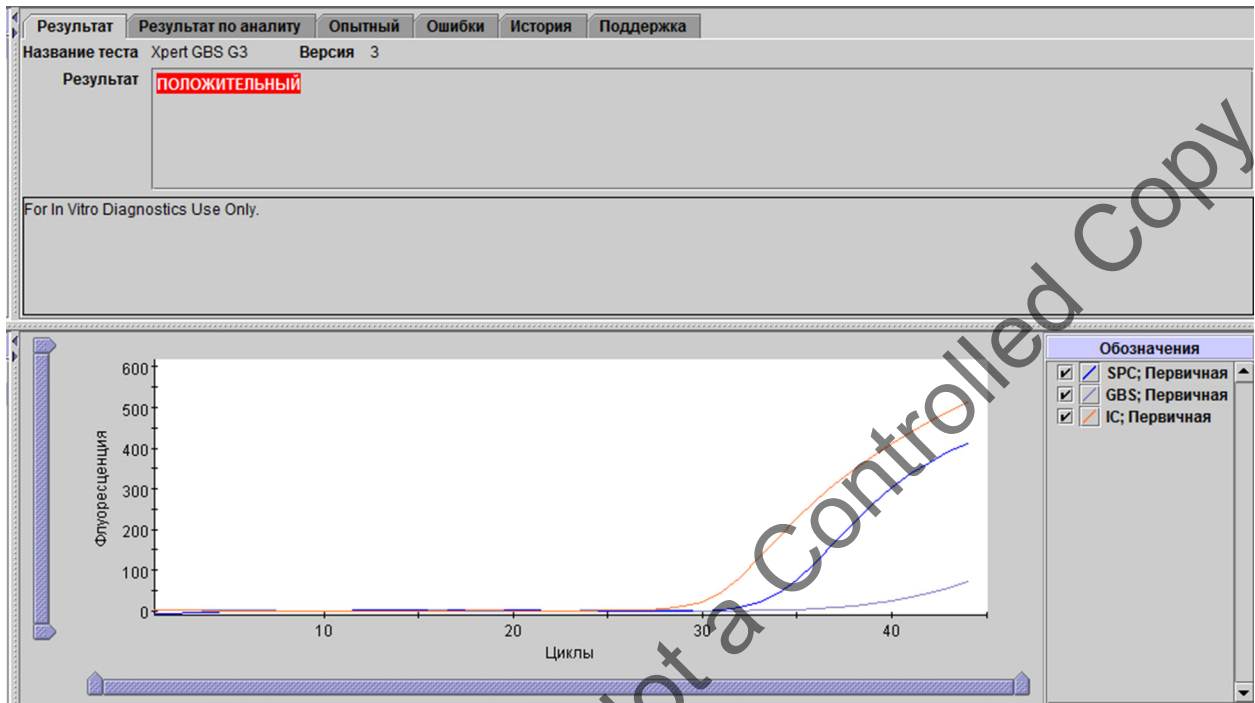 Результат Результат по аналиту Опытный Ошибки История Поддержка
Название теста Xpert GBS G3 Версия 3
Результат ПОЛОЖИТЕЛЬНЫЙ
For In Vitro Diagnostics Use Only.
Обозначения
SPC; Первичная
GBS; Первичная
IC; Первичная
Флуоресценция
600
500
400
300
200
100
0
10 20 30 40
Циклы
Not a Controlled Copy